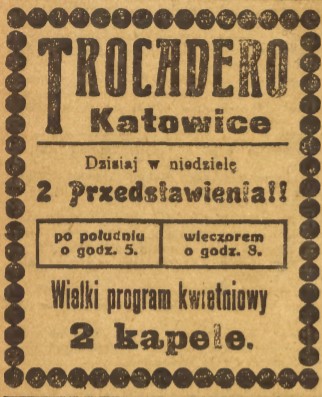 TROCADERO
Katowice
Dzisiaj w niedzielę
2 Przedstawienia!!
po południu
o godz. 5.
wieczorem
o godz. 8.
Wielki program kwietniowy
2 kapele.